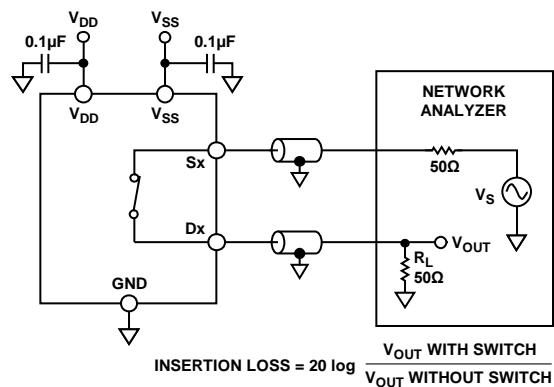 VDD
VSS
0.1µF
0.1µF
VDD
VSS
NETWORK
ANALYZER
Sx
50Ω
VS
Dx
VOUT
RL
50Ω
GND
INSERTION LOSS = 20 log VOUT WITH SWITCH
VOUT WITHOUT SWITCH